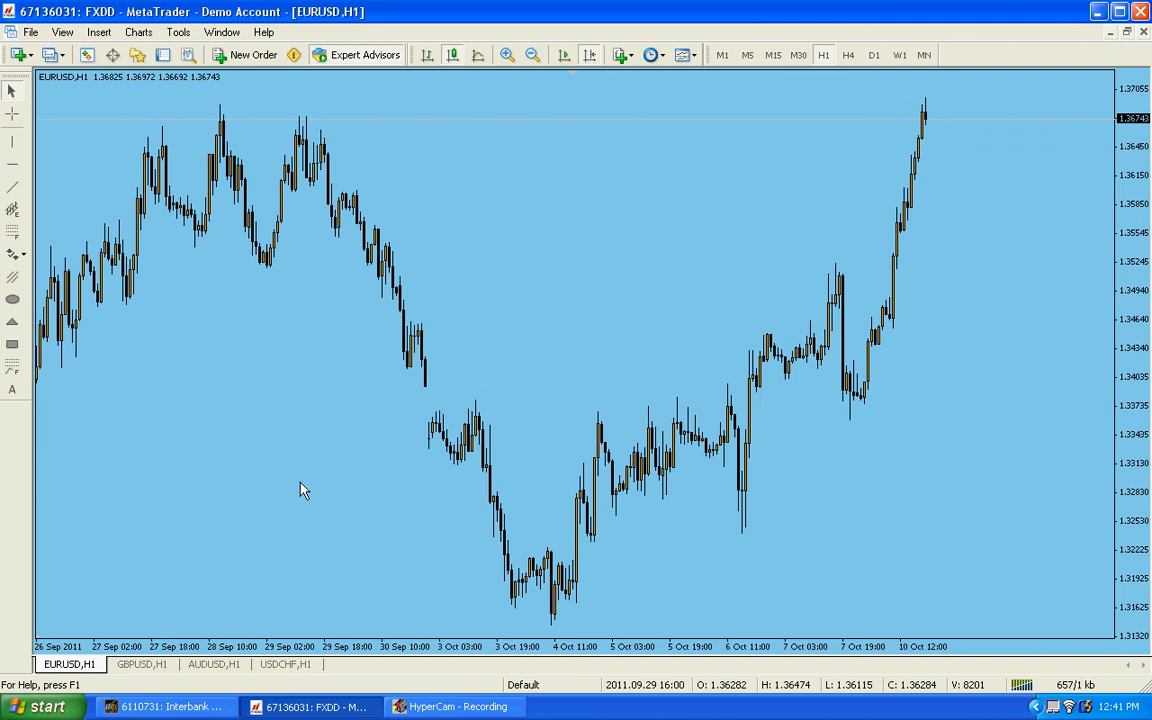 67136031: FXDD - MetaTrader - Demo Account - [EURUSD,H1]
File View Insert Charts Tools Window Help
New Order Expert Advisors M1 M5 M15 M30 H1 H4 D1 W1 MN
EURUSD,H1 1.36825 1.36972 1.36692 1.36743
1.37055
1.36743
1.36450
1.36150
1.35850
1.35545
1.35245
1.34940
1.34640
1.34340
1.34035
1.33735
1.33435
1.33130
1.32830
1.32530
1.32225
1.31925
1.31625
1.31320
E
F
F
A
26 Sep 2011 27 Sep 02:00 27 Sep 18:00 28 Sep 10:00 29 Sep 02:00 29 Sep 18:00 30 Sep 10:00 3 Oct 03:00 3 Oct 19:00 4 Oct 11:00 5 Oct 03:00 5 Oct 19:00 6 Oct 11:00 7 Oct 03:00 7 Oct 19:00 10 Oct 12:00
EURUSD,H1 GBPUSD,H1 AUDUSD,H1 USDCHF,H1
For Help, press F1 Default 2011.09.29 16:00 O: 1.36282 H: 1.36474 L: 1.36115 C: 1.36284 V: 8201 657/1 kb
start 6110731: Interbank ... 67136031: FXDD - M... HyperCam - Recording 12:41 PM